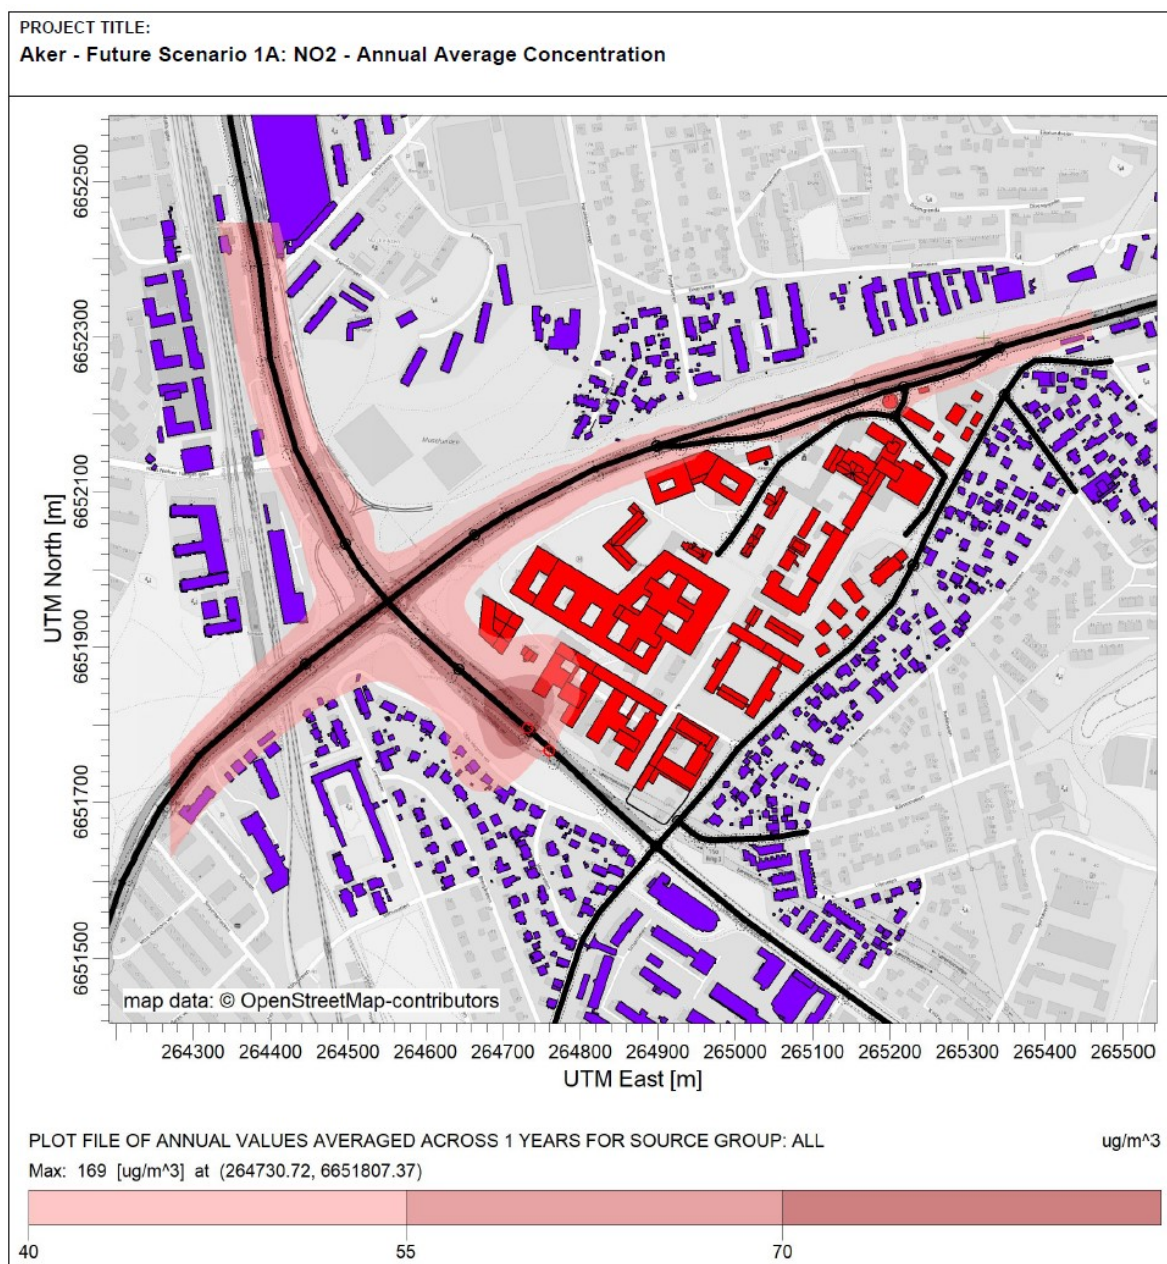 PROJECT TITLE:
Aker - Future Scenario 1A: NO2 - Annual Average Concentration
UTM North [m]
6652500
6652300
6652100
6651900
6651700
6651500
map data: © OpenStreetMap-contributors
264300 264400 264500 264600 264700 264800 264900 265000 265100 265200 265300 265400 265500
UTM East [m]
PLOT FILE OF ANNUAL VALUES AVERAGED ACROSS 1 YEARS FOR SOURCE GROUP: ALL ug/m^3
Max: 169 [ug/m^3] at (264730.72, 6651807.37)
40 55 70